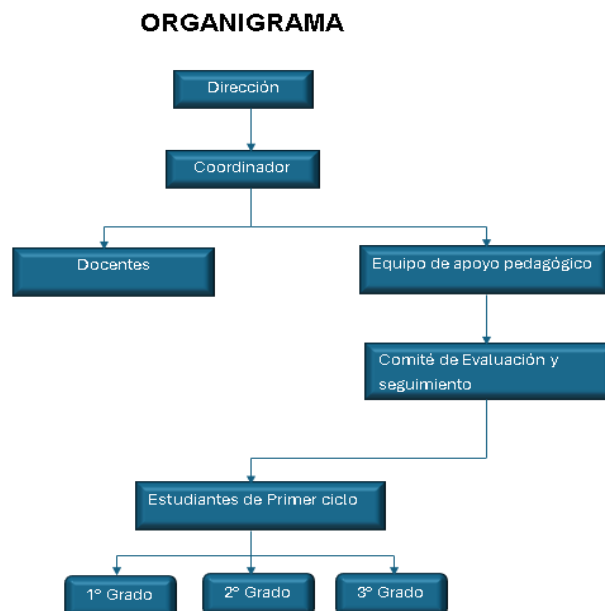 ORGANIGRAMA
Dirección
Coordinador
Docentes
Equipo de apoyo pedagógico
Comité de Evaluación y
seguimiento
Estudiantes de Primer ciclo
1° Grado
2° Grado
3° Grado